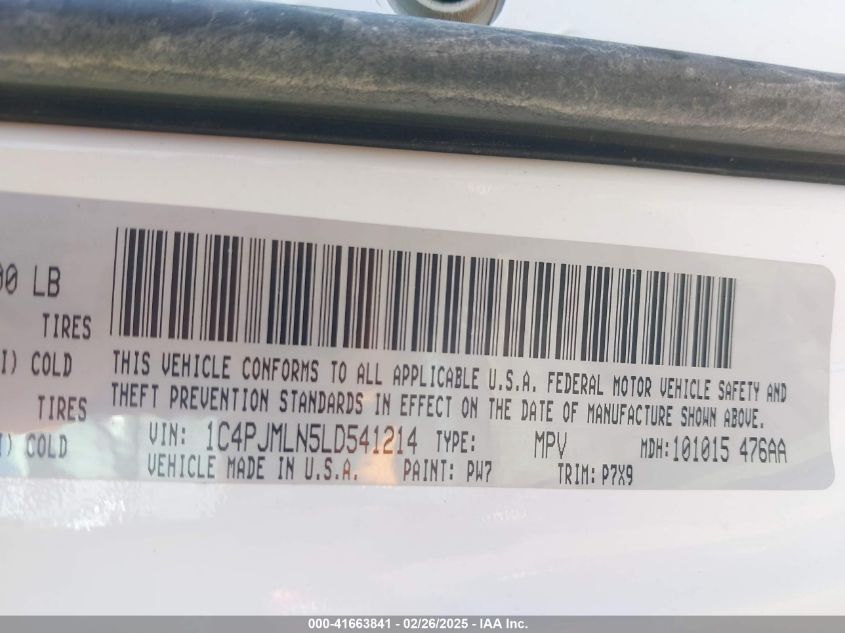 00 LB
TIRES
I) COLD
TIRES
I) COLD
THIS VEHICLE CONFORMS TO ALL APPLICABLE U.S.A. FEDERAL MOTOR VEHICLE SAFETY AND
THEFT PREVENTION STANDARDS IN EFFECT ON THE DATE OF MANUFACTURE SHOWN ABOVE.
VIN: 1C4PJMLN5LD541214 TYPE: MPV MDH:101015 476AA
VEHICLE MADE IN U.S.A. PAINT: PW7 TRIM: P7X9
000-41663841 / 02/26/2025 - IAA Inc.